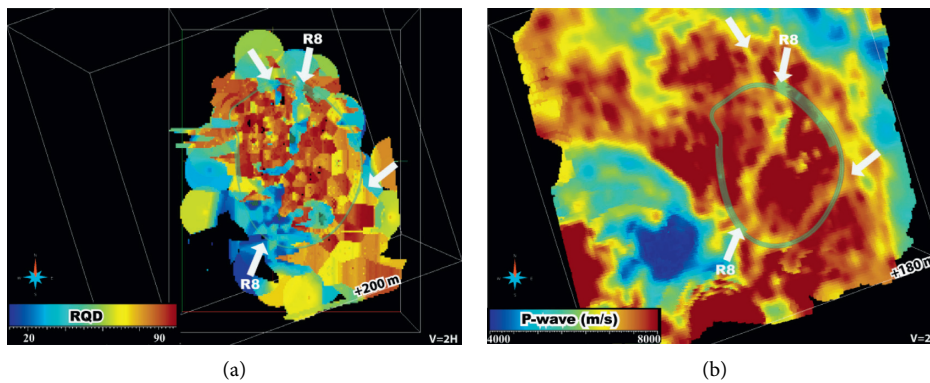 R8
R8
+200 m
RQD
20 90
V=2H
(a)
R8
R8
+180 m
P-wave (m/s)
4000 8000
V=2
(b)